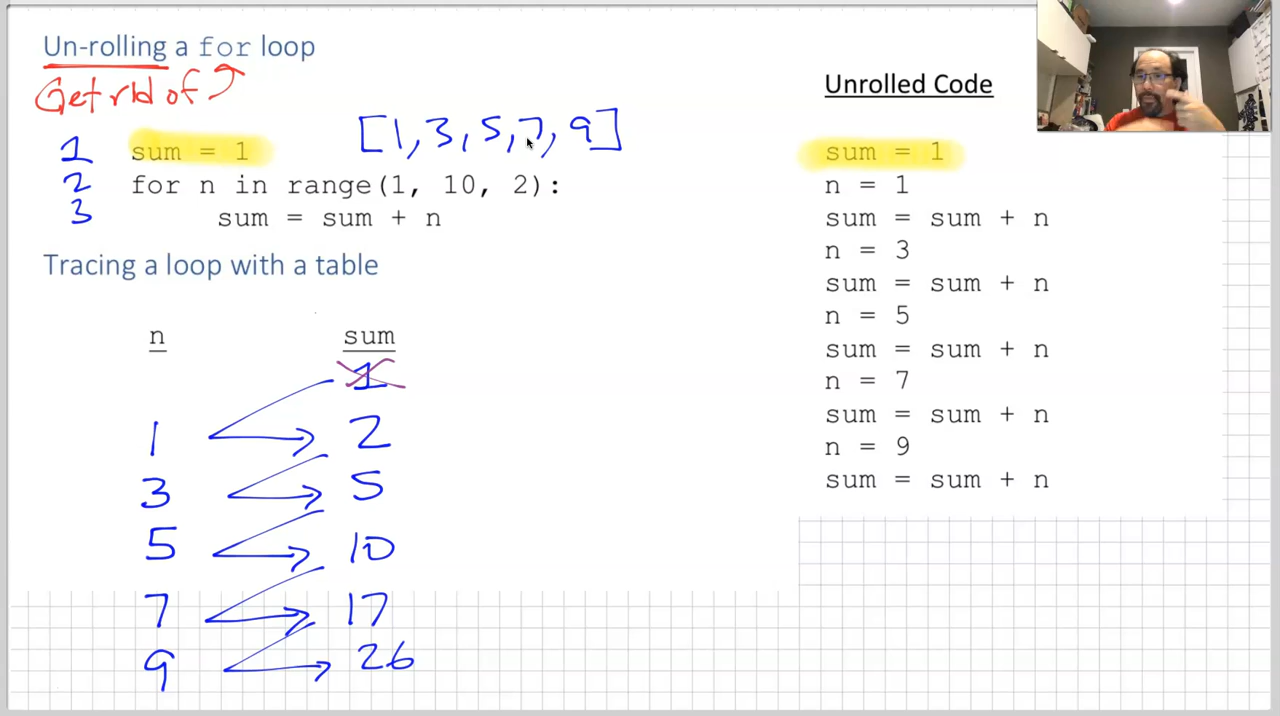 Un-rolling a for loop
Get rid of
[1, 3, 5, 7, 9]
1 sum = 1
2 for n in range(1, 10, 2):
3 sum = sum + n
Tracing a loop with a table
n sum
1
1 2
3 5
5 10
7 17
9 26
Unrolled Code
sum = 1
n = 1
sum = sum + n
n = 3
sum = sum + n
n = 5
sum = sum + n
n = 7
sum = sum + n
n = 9
sum = sum + n